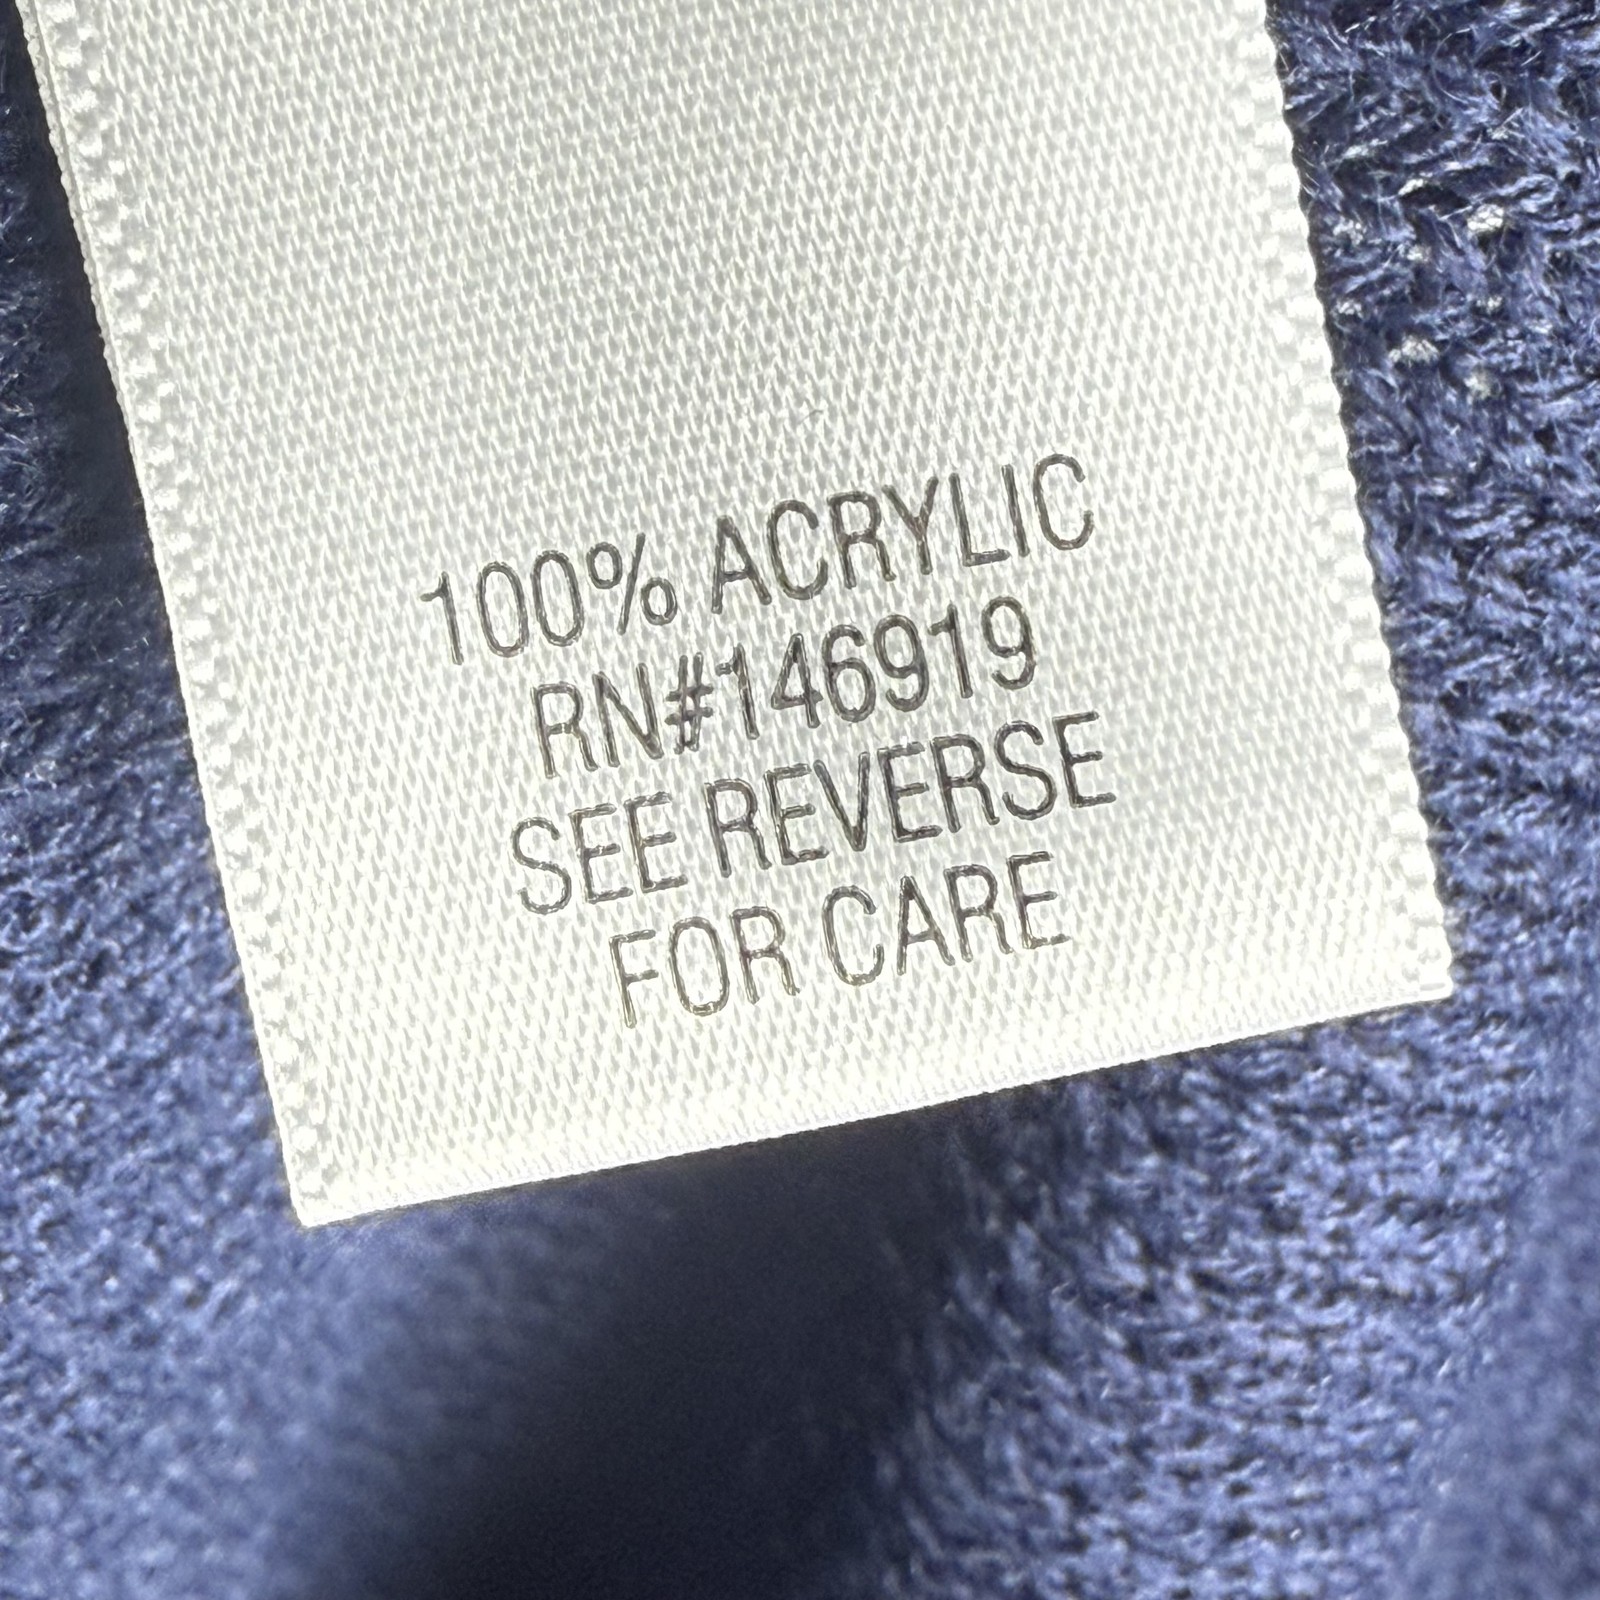 100% ACRYLIC
RN#146919
SEE REVERSE
FOR CARE